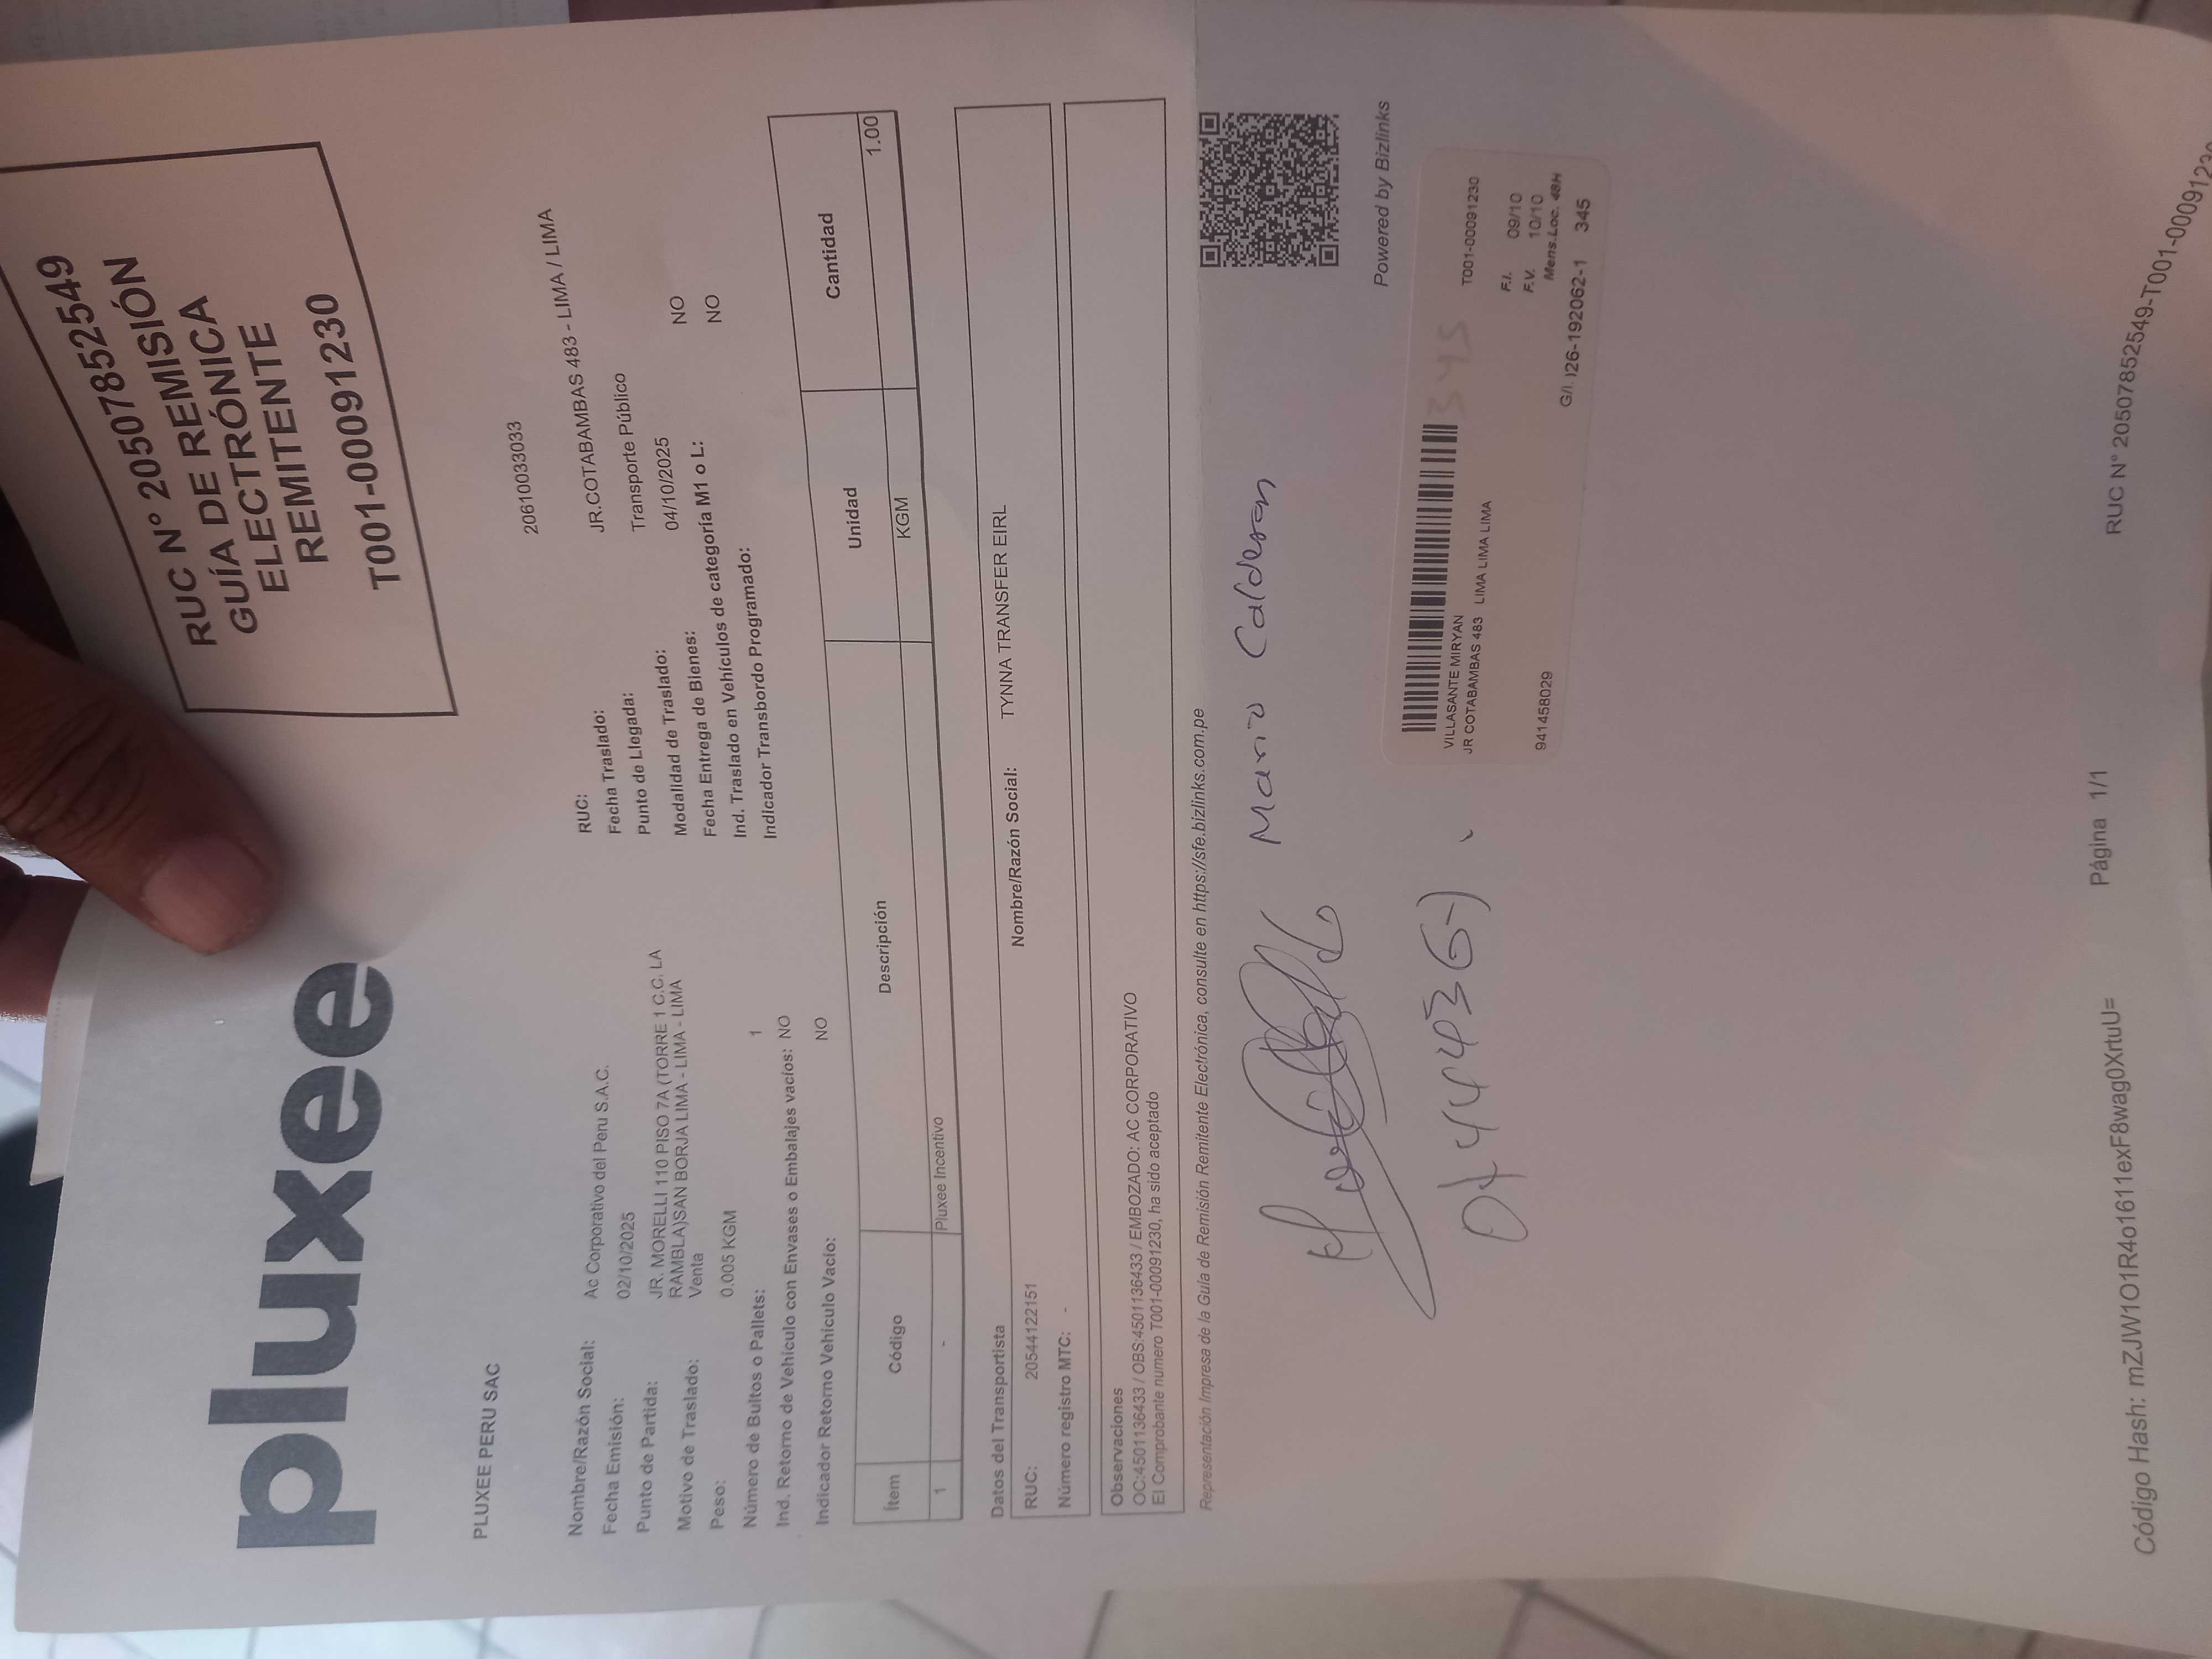 pluxee
RUC N° 20507852549
GUÍA DE REMISIÓN
ELECTRÓNICA
REMITENTE
T001-00091230
PLUXEE PERU SAC
Nombre/Razón Social: Ac Corporativo del Peru S.A.C.
Fecha Emisión: 02/10/2025
Punto de Partida: JR. MORELLI 110 PISO 7A (TORRE 1 C.C. LA
RAMBLA)SAN BORJA LIMA - LIMA - LIMA
Motivo de Traslado: Venta
Peso: 0.005 KGM
Número de Bultos o Pallets: 1
Ind. Retorno de Vehículo con Envases o Embalajes vacíos: NO
Indicador Retorno Vehículo Vacío: NO
RUC: 20610033033
Fecha Traslado:
Punto de Llegada: JR.COTABAMBAS 483 - LIMA / LIMA
Modalidad de Traslado: Transporte Público
Fecha Entrega de Bienes: 04/10/2025
Ind. Traslado en Vehículos de categoría M1 o L: NO
Indicador Transbordo Programado: NO
Ítem Código Descripción Unidad Cantidad
1 - Pluxee Incentivo KGM 1.00
Datos del Transportista
RUC: 20544122151 Nombre/Razón Social: TYNNA TRANSFER EIRL
Número registro MTC: -
Observaciones
OC:4501136433 / OBS:4501136433 / EMBOZADO: AC CORPORATIVO
El Comprobante numero T001-00091230, ha sido aceptado
Representación Impresa de la Guía de Remisión Remitente Electrónica, consulte en https://sfe.bizlinks.com.pe
Mario Calderon
Powered by Bizlinks
345
VILLASANTE MIRYAN T001-00091230
JR COTABAMBAS 483 LIMA LIMA LIMA
F.I. 09/10
F.V. 10/10
Mens.Loc. 48H
941458029 G/I. I26-192062-1 345
Código Hash: mZJW1O1R4o1611exF8wag0XrtuU= Página 1/1 RUC N° 20507852549-T001-00091230